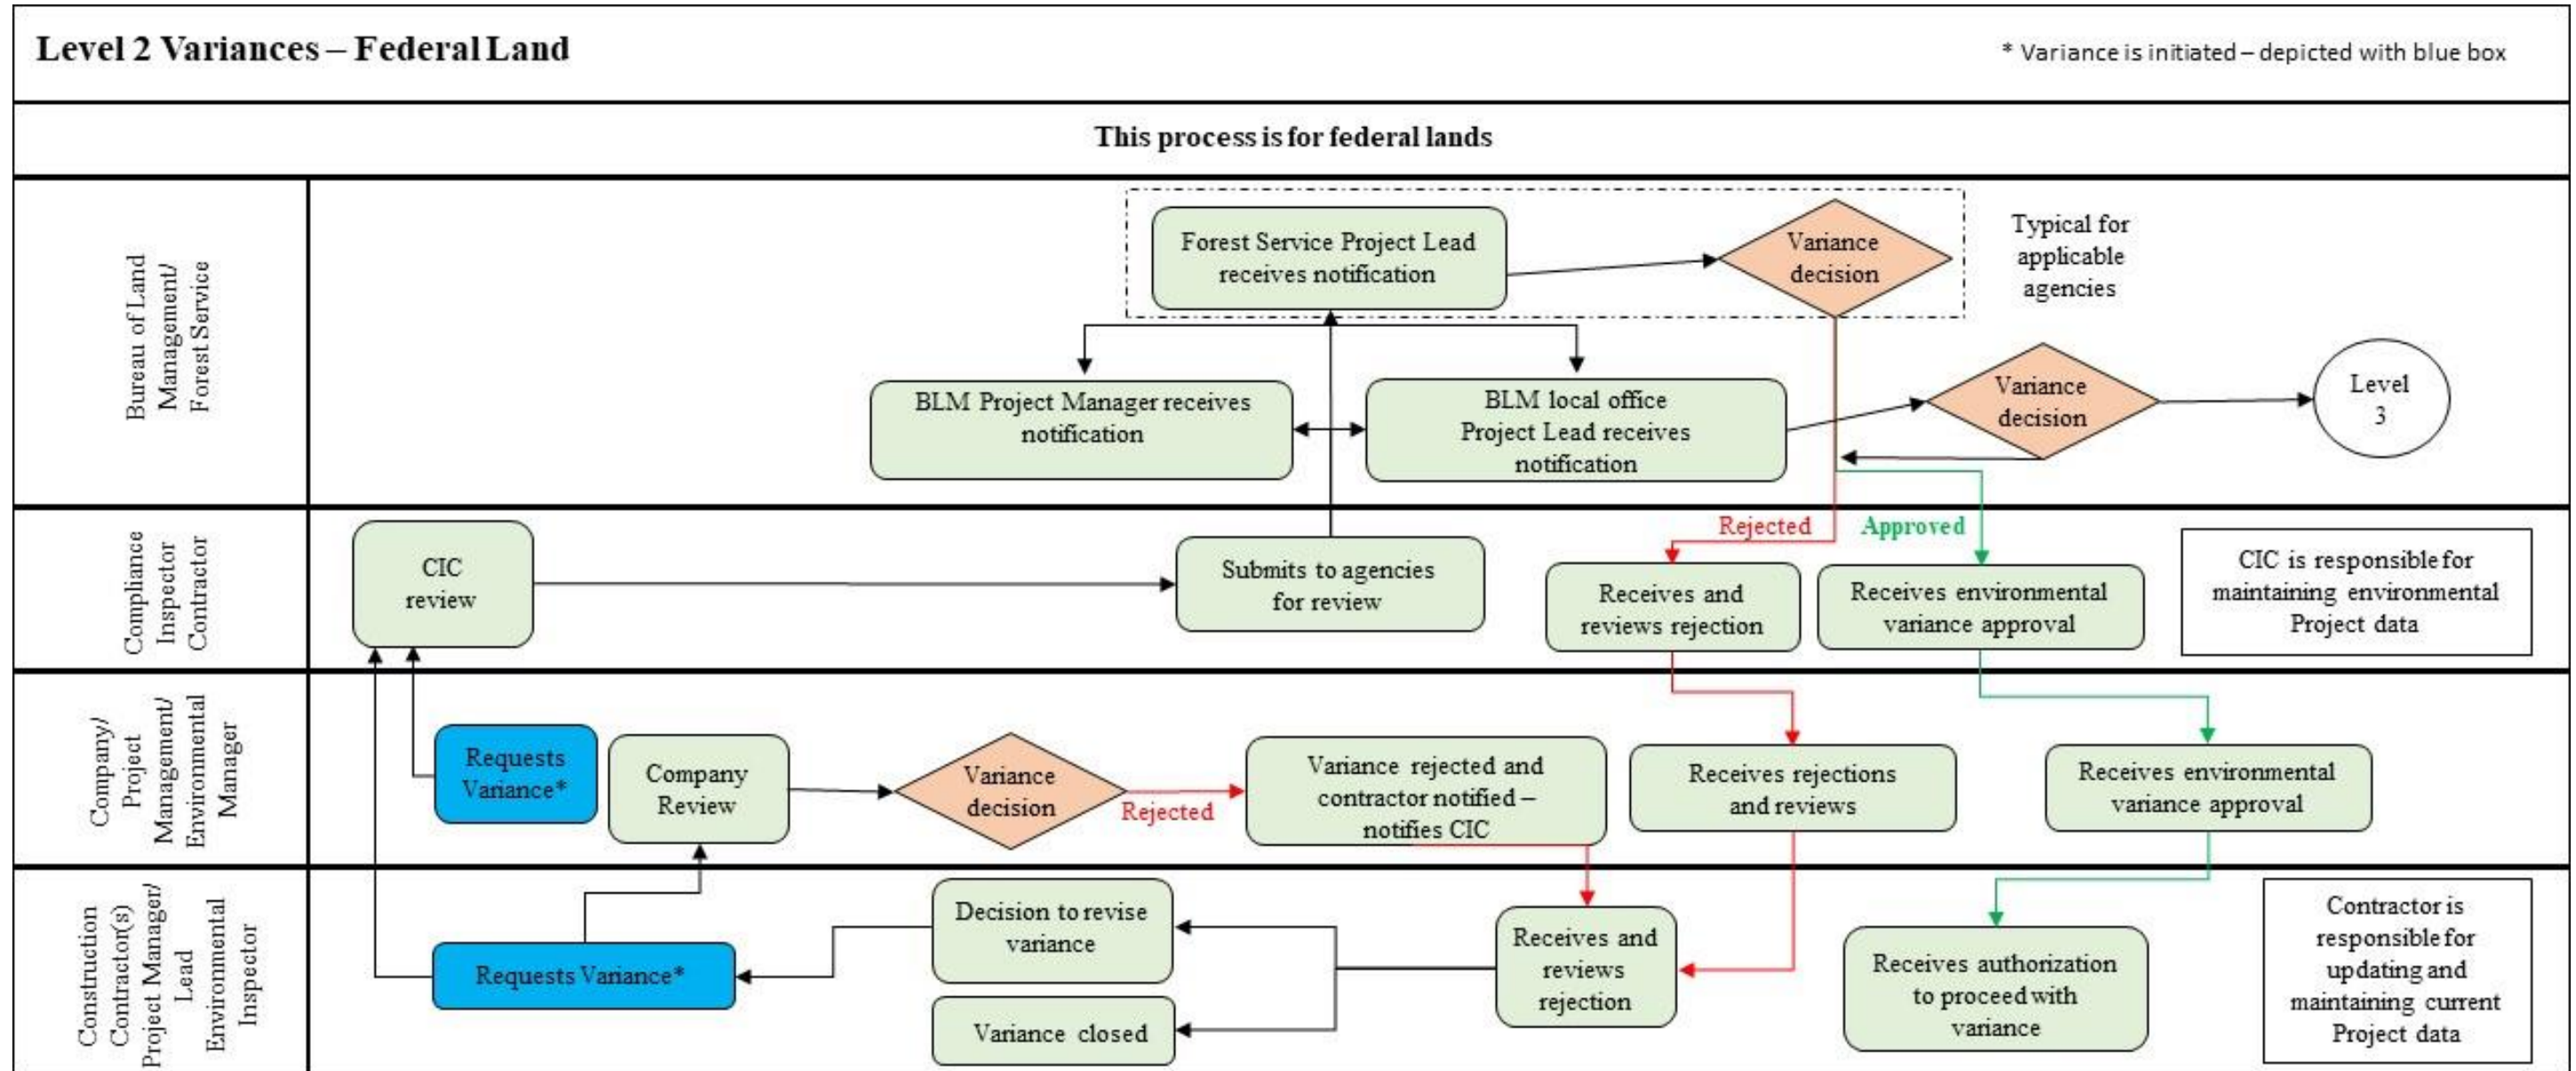 Level 2 Variances – Federal Land
* Variance is initiated – depicted with blue box
This process is for federal lands
Bureau of Land
Management/
Forest Service
Forest Service Project Lead
receives notification
Variance
decision
Typical for
applicable
agencies
BLM Project Manager receives
notification
BLM local office
Project Lead receives
notification
Variance
decision
Level
3
Compliance
Inspector
Contractor
CIC
review
Submits to agencies
for review
Rejected
Approved
Receives and
reviews rejection
Receives environmental
variance approval
CIC is responsible for
maintaining environmental
Project data
Company/
Project
Management/
Environmental
Manager
Requests
Variance*
Company
Review
Variance
decision
Rejected
Variance rejected and
contractor notified –
notifies CIC
Receives rejections
and reviews
Receives environmental
variance approval
Construction
Contractor(s)
Project Manager/
Lead
Environmental
Inspector
Requests Variance*
Decision to revise
variance
Variance closed
Receives and
reviews
rejection
Receives authorization
to proceed with
variance
Contractor is
responsible for
updating and
maintaining current
Project data